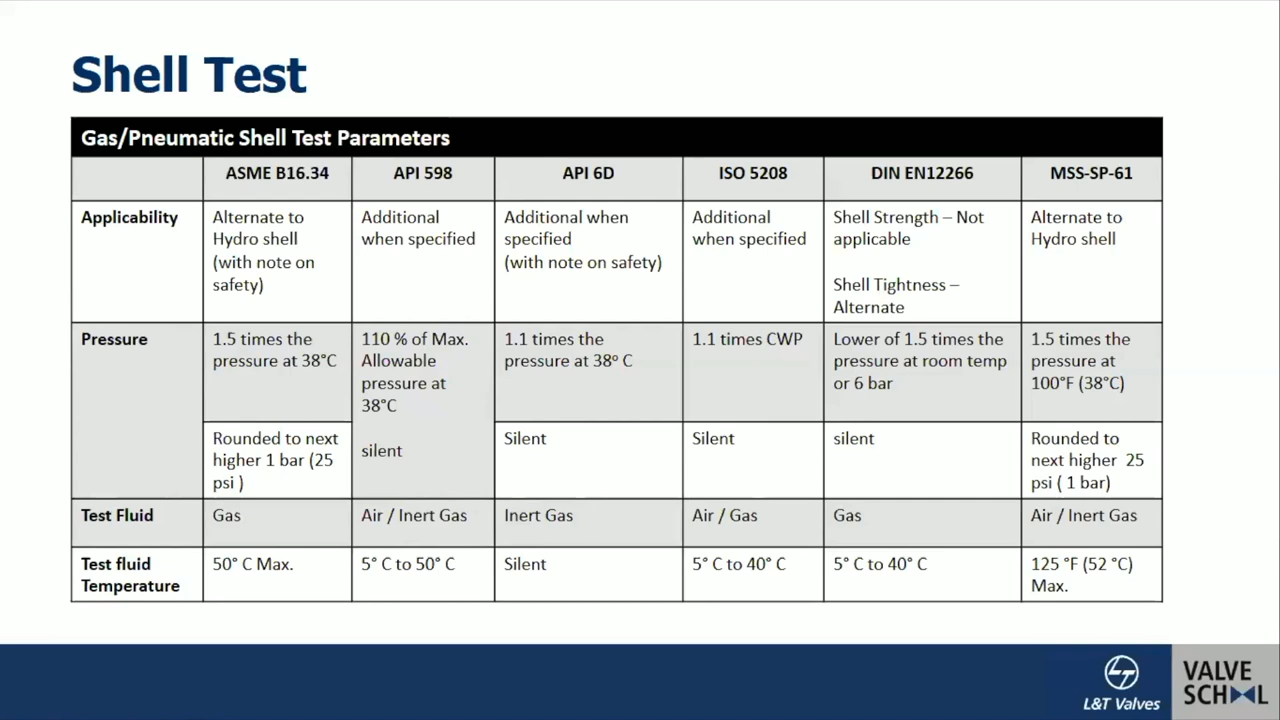 Shell Test
Gas/Pneumatic Shell Test Parameters
ASME B16.34
API 598
API 6D
ISO 5208
DIN EN12266
MSS-SP-61
Applicability
Alternate to
Hydro shell
(with note on
safety)
Additional
when specified
Additional when
specified
(with note on safety)
Additional
when specified
Shell Strength – Not
applicable
Shell Tightness –
Alternate
Alternate to
Hydro shell
Pressure
1.5 times the
pressure at 38°C
110 % of Max.
Allowable
pressure at
38°C
silent
1.1 times the
pressure at 38º C
1.1 times CWP
Lower of 1.5 times the
pressure at room temp
or 6 bar
1.5 times the
pressure at
100°F (38°C)
Rounded to next
higher 1 bar (25
psi )
Silent
Silent
silent
Rounded to
next higher 25
psi ( 1 bar)
Test Fluid
Gas
Air / Inert Gas
Inert Gas
Air / Gas
Gas
Air / Inert Gas
Test fluid
Temperature
50° C Max.
5° C to 50° C
Silent
5° C to 40° C
5° C to 40° C
125 °F (52 °C)
Max.
L&T Valves
VALVE
SCHOOL